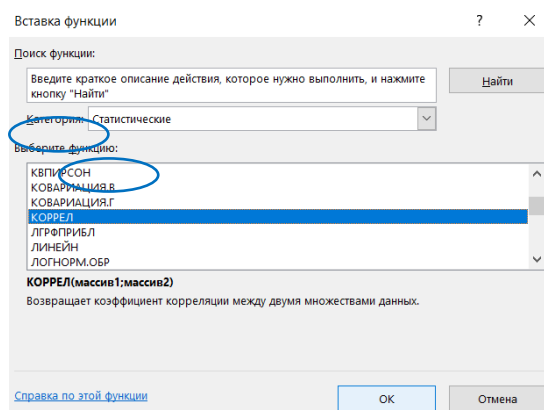 Вставка функции
?
×
Поиск функции:
Введите краткое описание действия, которое нужно выполнить, и нажмите
кнопку "Найти"
Найти
Категория: Статистические
Выберите функцию:
КВПИРСОН
КОВАРИАЦИЯ.В
КОВАРИАЦИЯ.Г
КОРРЕЛ
ЛГРФПРИБЛ
ЛИНЕЙН
ЛОГНОРМ.ОБР
КОРРЕЛ(массив1;массив2)
Возвращает коэффициент корреляции между двумя множествами данных.
Справка по этой функции
ОК
Отмена